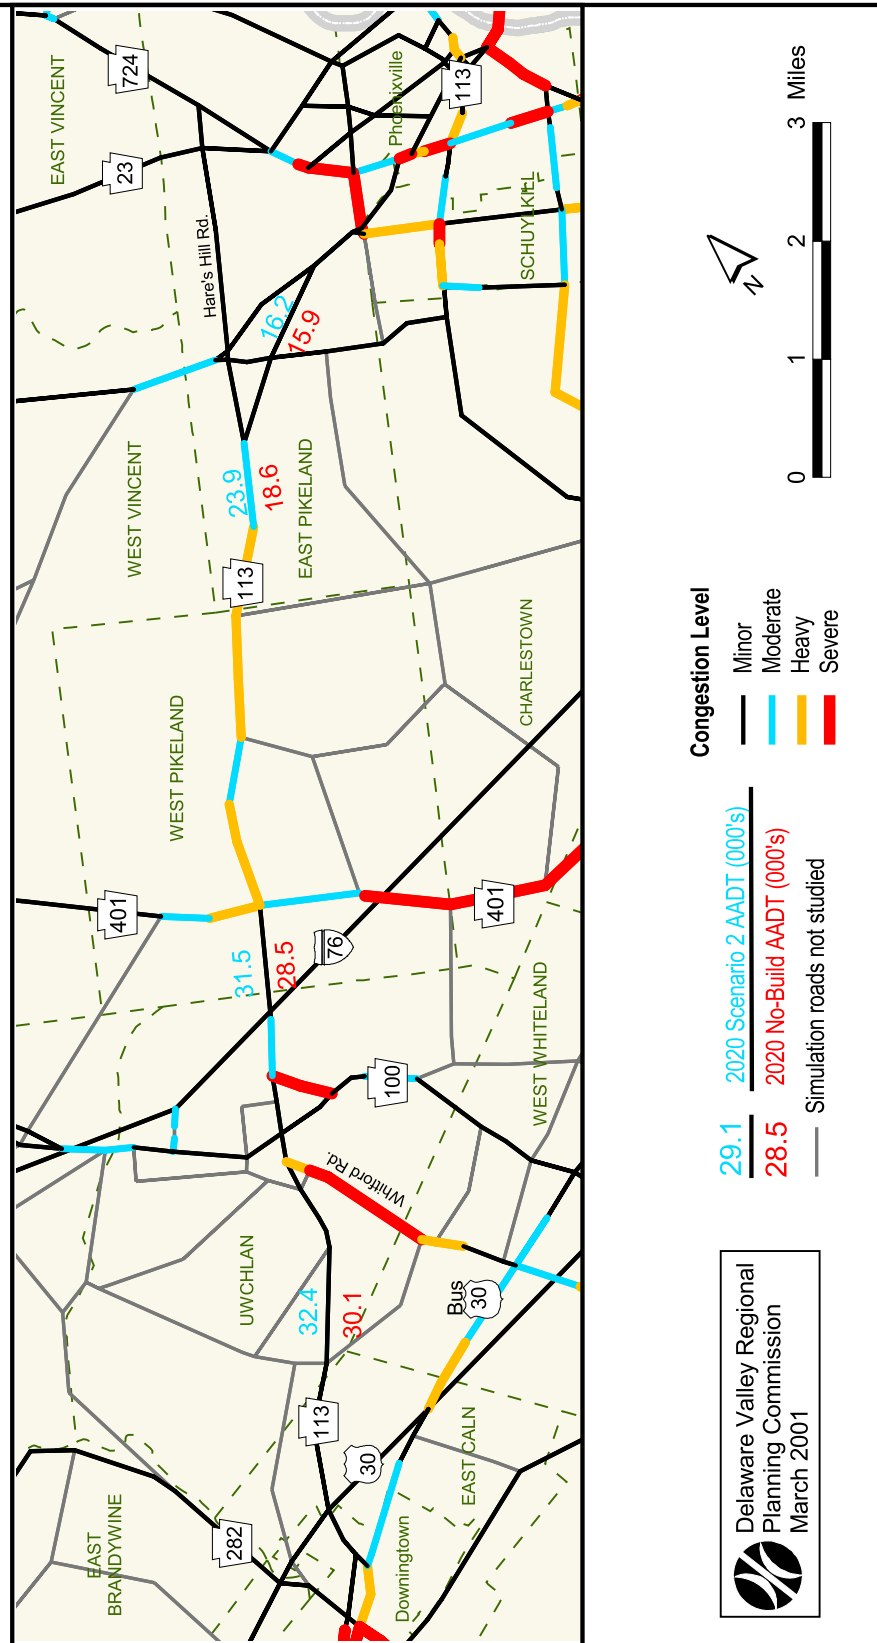 EAST VINCENT
724
23
Hare's Hill Rd.
Phoenixville
113
SCHUYLKILL
16.2
15.9
WEST VINCENT
23.9
18.6
EAST PIKELAND
113
WEST PIKELAND
CHARLESTOWN
401
401
31.5
28.5
76
WEST WHITELAND
100
Whitford Rd.
UWCHLAN
32.4
30.1
Bus
30
113
30
EAST CALN
282
EAST
BRANDYWINE
Downingtown
Delaware Valley Regional
Planning Commission
March 2001
29.1 2020 Scenario 2 AADT (000's)
28.5 2020 No-Build AADT (000's)
Simulation roads not studied
Congestion Level
Minor
Moderate
Heavy
Severe
N
0 1 2 3 Miles